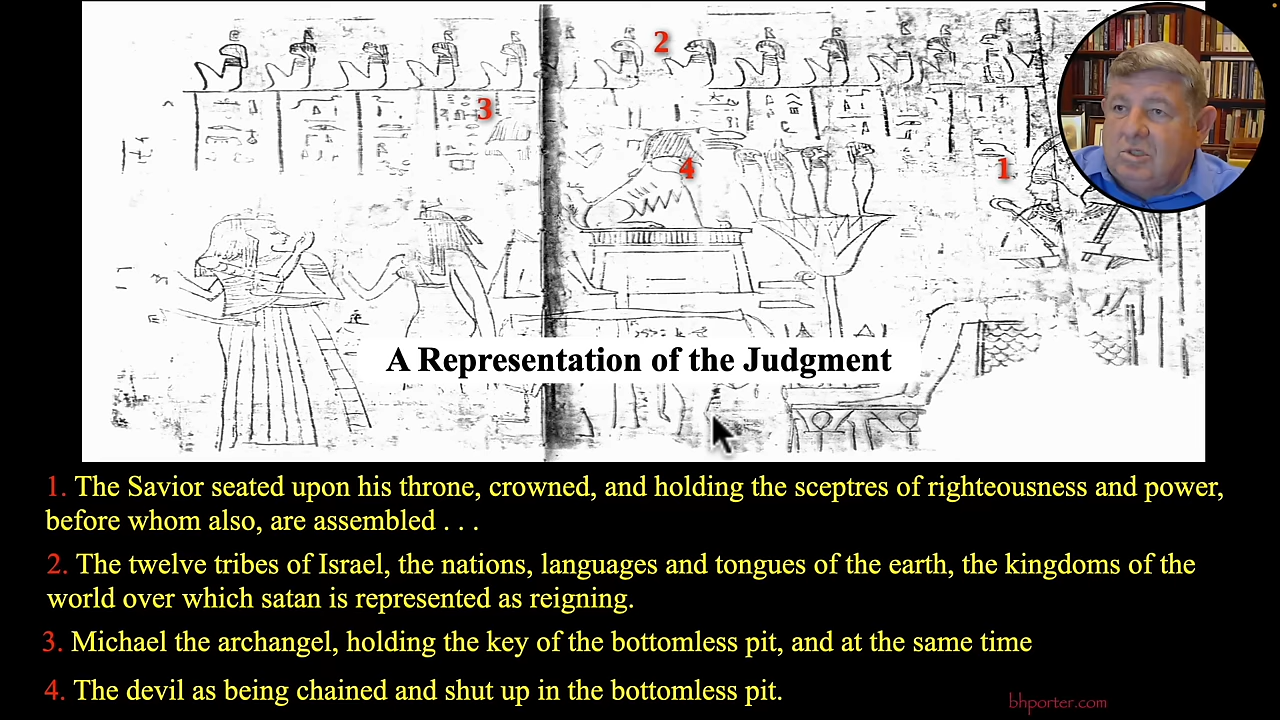 2
3
4
1
A Representation of the Judgment
1. The Savior seated upon his throne, crowned, and holding the sceptres of righteousness and power,
before whom also, are assembled . . .
2. The twelve tribes of Israel, the nations, languages and tongues of the earth, the kingdoms of the
world over which satan is represented as reigning.
3. Michael the archangel, holding the key of the bottomless pit, and at the same time
4. The devil as being chained and shut up in the bottomless pit.
bhporter.com